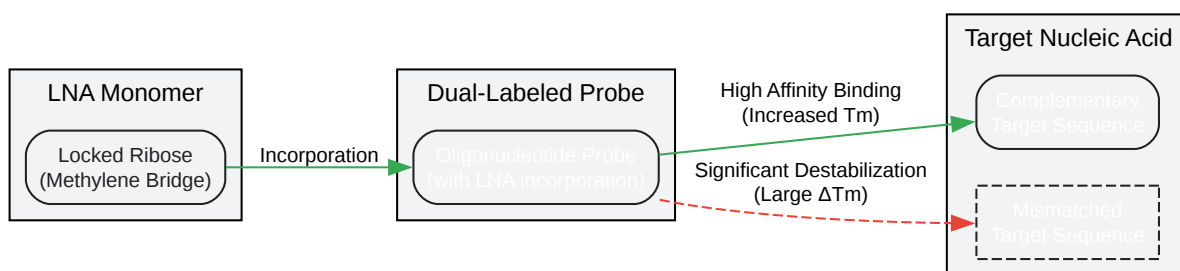 LNA Monomer
Locked Ribose
(Methylene Bridge)
Incorporation
Dual-Labeled Probe
Oligonucleotide Probe
(with LNA incorporation)
High Affinity Binding
(Increased Tm)
Significant Destabilization
(Large ΔTm)
Target Nucleic Acid
Complementary
Target Sequence
Mismatched
Target Sequence